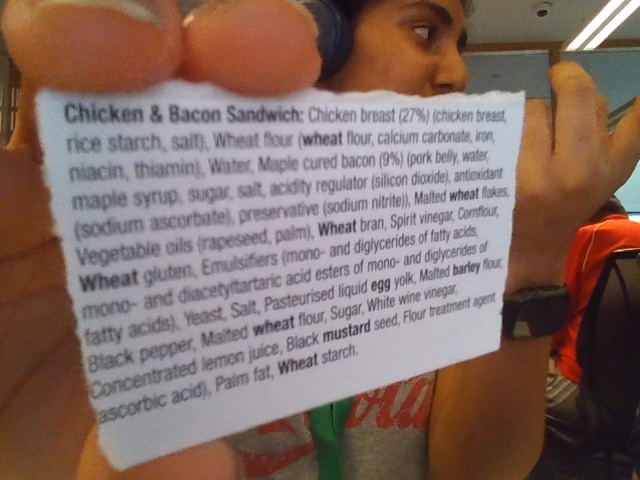 Chicken & Bacon Sandwich: Chicken breast (27%) (chicken breast,
rice starch, salt), Wheat flour (wheat flour, calcium carbonate, iron,
niacin, thiamin), Water, Maple cured bacon (9%) (pork belly, water,
maple syrup, sugar, salt, acidity regulator (silicon dioxide), antioxidant
(sodium ascorbate), preservative (sodium nitrite)), Malted wheat flakes,
Vegetable oils (rapeseed, palm), Wheat bran, Spirit vinegar, Cornflour,
Wheat gluten, Emulsifiers (mono- and diglycerides of fatty acids,
mono- and diacetyltartaric acid esters of mono- and diglycerides of
fatty acids), Yeast, Salt, Pasteurised liquid egg yolk, Malted barley flour,
Black pepper, Malted wheat flour, Sugar, White wine vinegar,
Concentrated lemon juice, Black mustard seed, Flour treatment agent
ascorbic acid), Palm fat, Wheat starch.